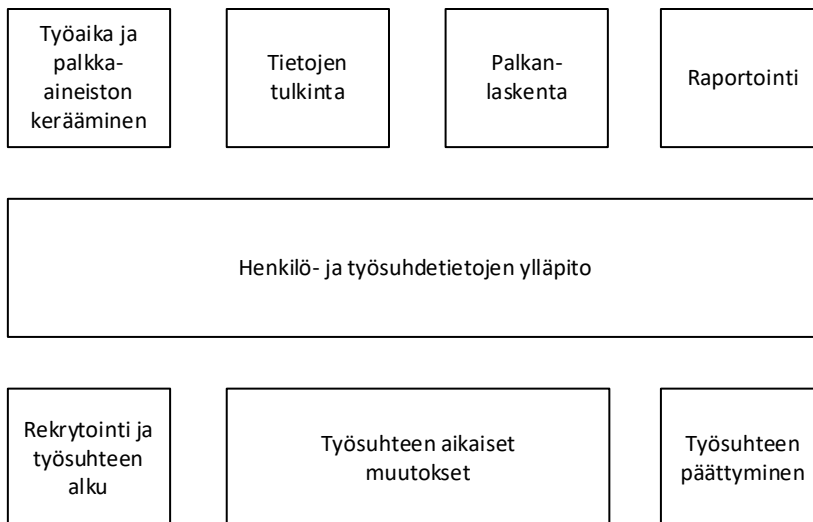 Työaika ja
palkka-
aineiston
kerääminen
Tietojen
tulkinta
Palkan-
laskenta
Raportointi
Henkilö- ja työsuhdetietojen ylläpito
Rekrytointi ja
työsuhteen
alku
Työsuhteen aikaiset
muutokset
Työsuhteen
päättyminen